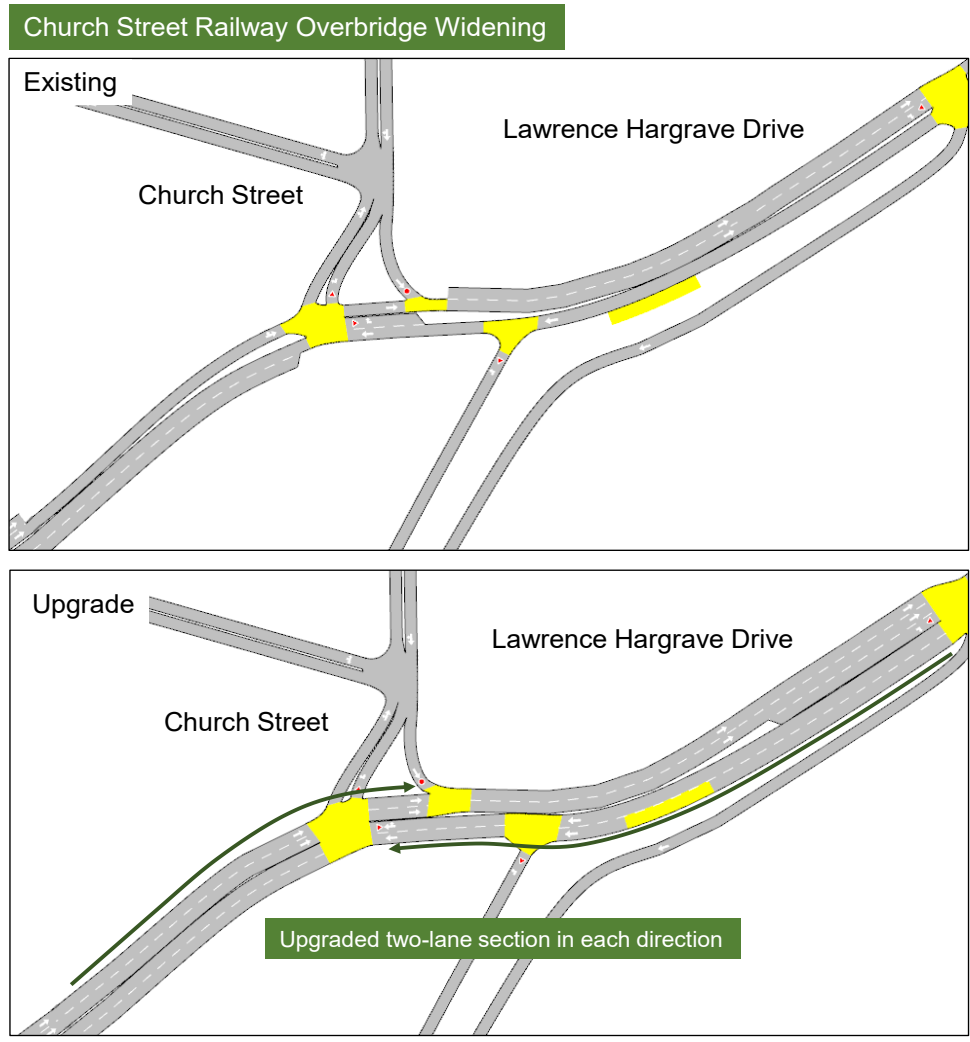 Church Street Railway Overbridge Widening
Existing
Lawrence Hargrave Drive
Church Street
Upgrade
Lawrence Hargrave Drive
Church Street
Upgraded two-lane section in each direction